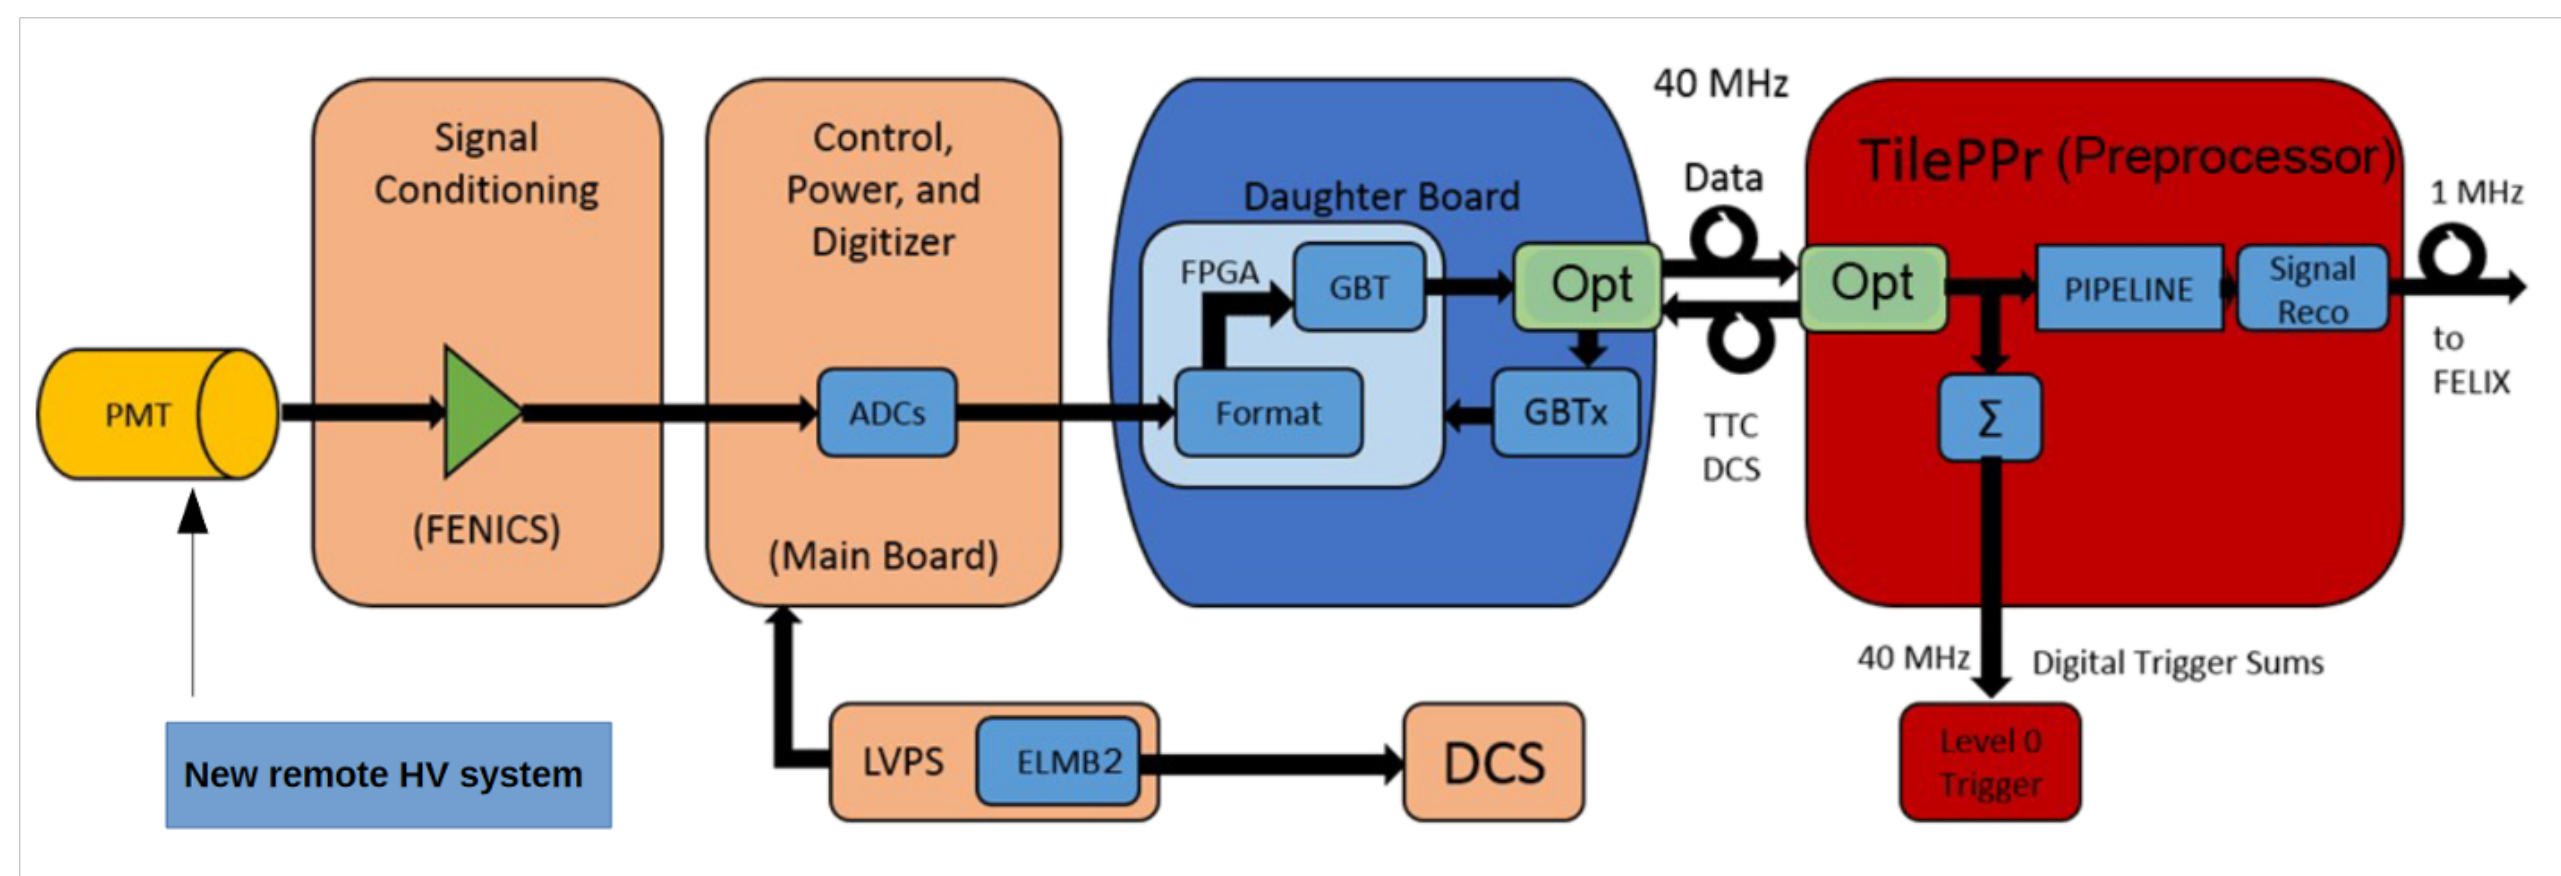 PMT
New remote HV system
Signal
Conditioning
(FENICS)
Control,
Power, and
Digitizer
ADCs
(Main Board)
LVPS
ELMB2
DCS
Daughter Board
FPGA
GBT
Format
Opt
GBTx
40 MHz
Data
TTC
DCS
TilePPr (Preprocessor)
Opt
PIPELINE
Signal
Reco
Σ
40 MHz
Digital Trigger Sums
Level 0
Trigger
1 MHz
to
FELIX